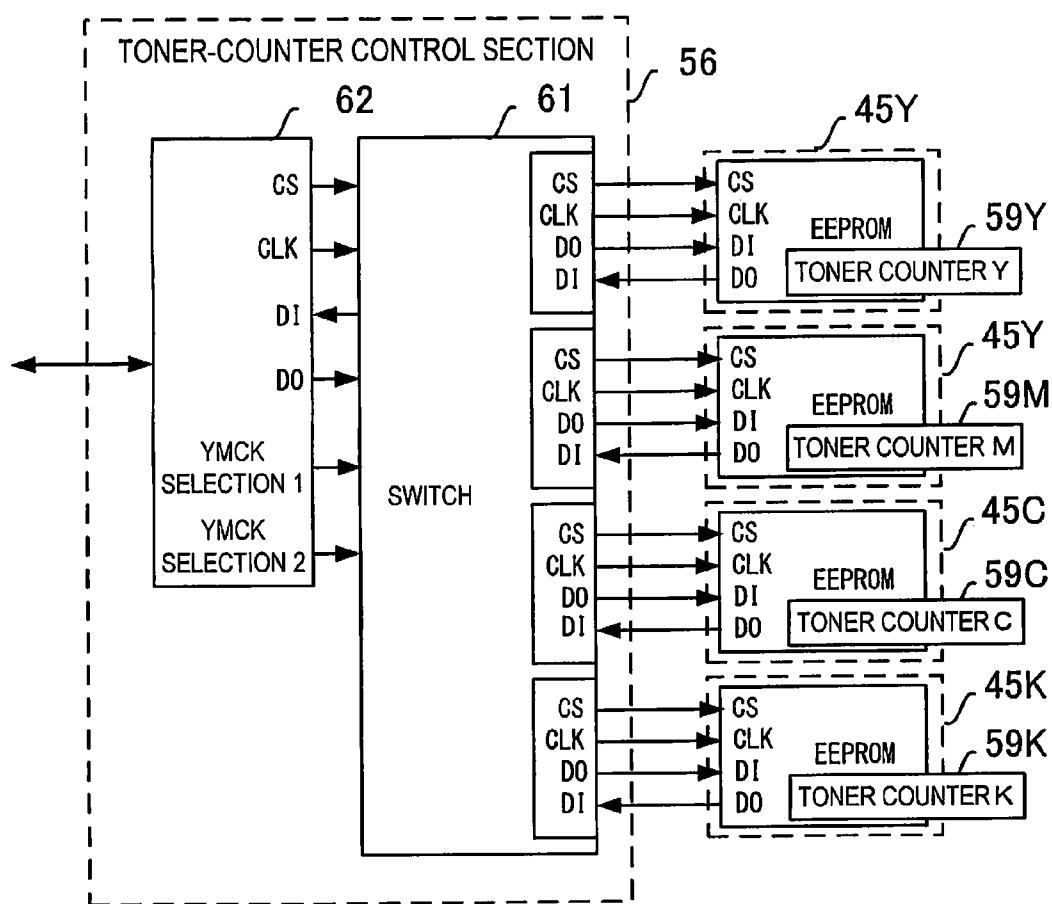 TONER-COUNTER CONTROL SECTION
56
62
61
45Y
CS
CLK
DI
DO
YMCK
SELECTION 1
YMCK
SELECTION 2
SWITCH
CS
CLK
DO
DI
CS
CLK
DI
DO
EEPROM
59Y
TONER COUNTER Y
CS
CLK
DO
DI
45Y
CS
CLK
DI
DO
EEPROM
59M
TONER COUNTER M
CS
CLK
DO
DI
45C
CS
CLK
DI
DO
EEPROM
59C
TONER COUNTER C
CS
CLK
DO
DI
45K
CS
CLK
DI
DO
EEPROM
59K
TONER COUNTER K